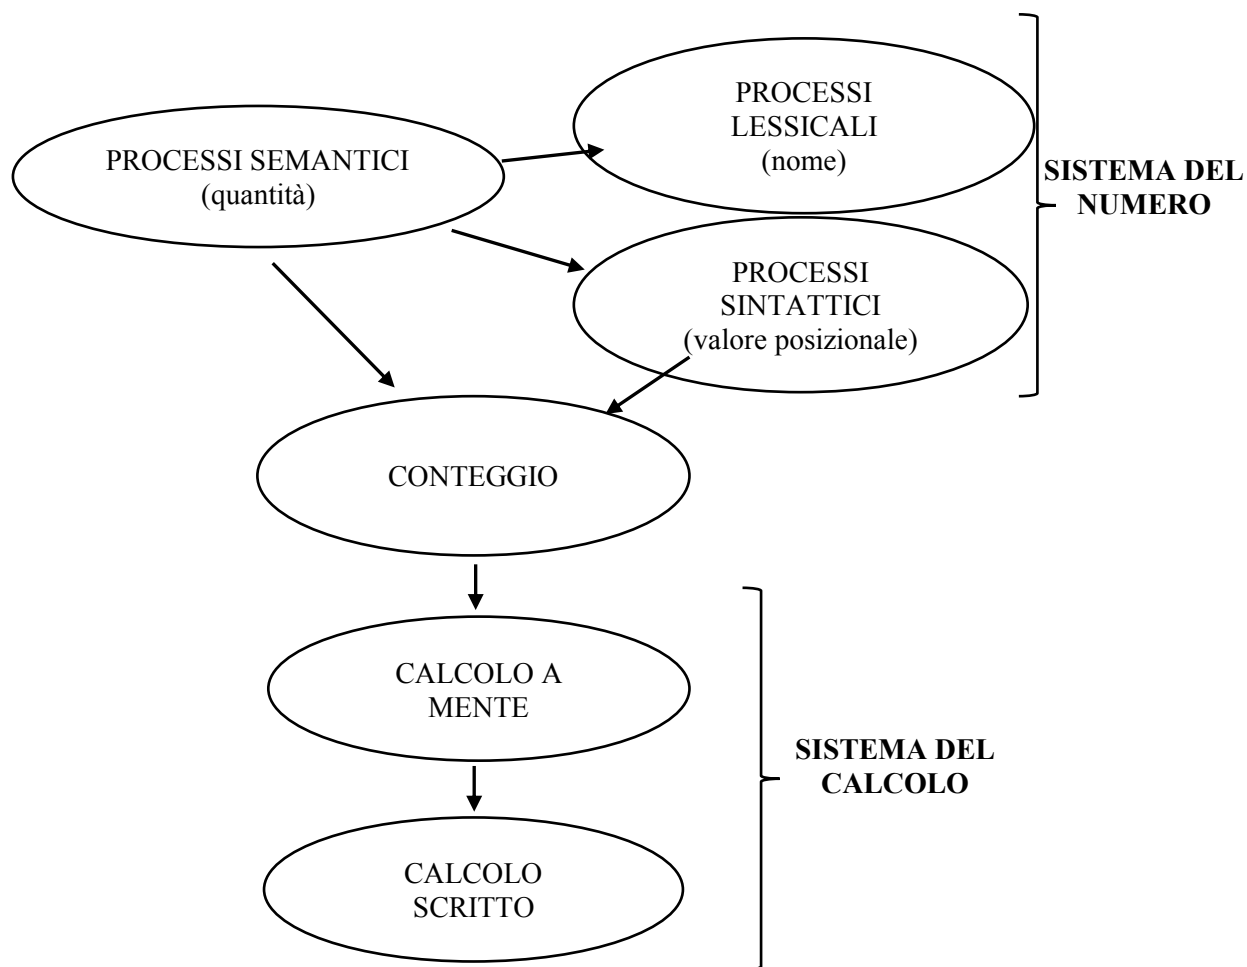 PROCESSI SEMANTICI
(quantità)
PROCESSI
LESSICALI
(nome)
SISTEMA DEL
NUMERO
PROCESSI
SINTATTICI
(valore posizionale)
CONTEGGIO
CALCOLO A
MENTE
SISTEMA DEL
CALCOLO
CALCOLO
SCRITTO